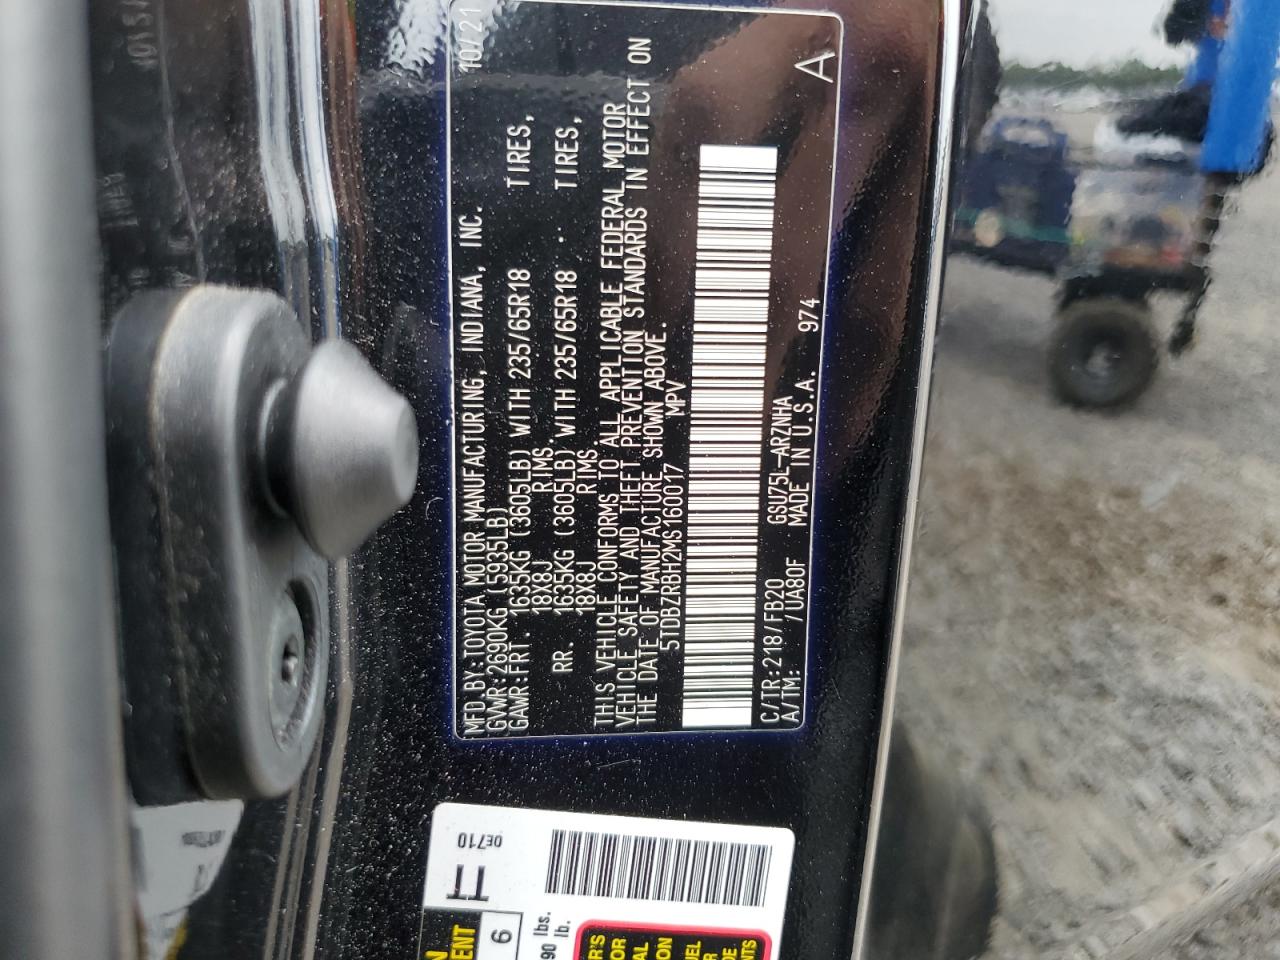 MFD BY:TOYOTA MOTOR MANUFACTURING, INDIANA, INC. 10/21
GVWR:2690KG (5935LB)
GAWR:FRT. 1635KG (3605LB) WITH 235/65R18 TIRES,
18X8J RIMS
RR. 1635KG (3605LB) WITH 235/65R18 TIRES,
18X8J RIMS.
THIS VEHICLE CONFORMS TO ALL APPLICABLE FEDERAL MOTOR
VEHICLE SAFETY AND THEFT PREVENTION STANDARDS IN EFFECT ON
THE DATE OF MANUFACTURE SHOWN ABOVE.
5TDBZRBH2MS160017 MPV
C/TR:218/FB20 GSU75L-ARZNHA
A/TM: /UA80F MADE IN U.S.A. 974 A
0E710
TT
6
90 lbs.
lb.